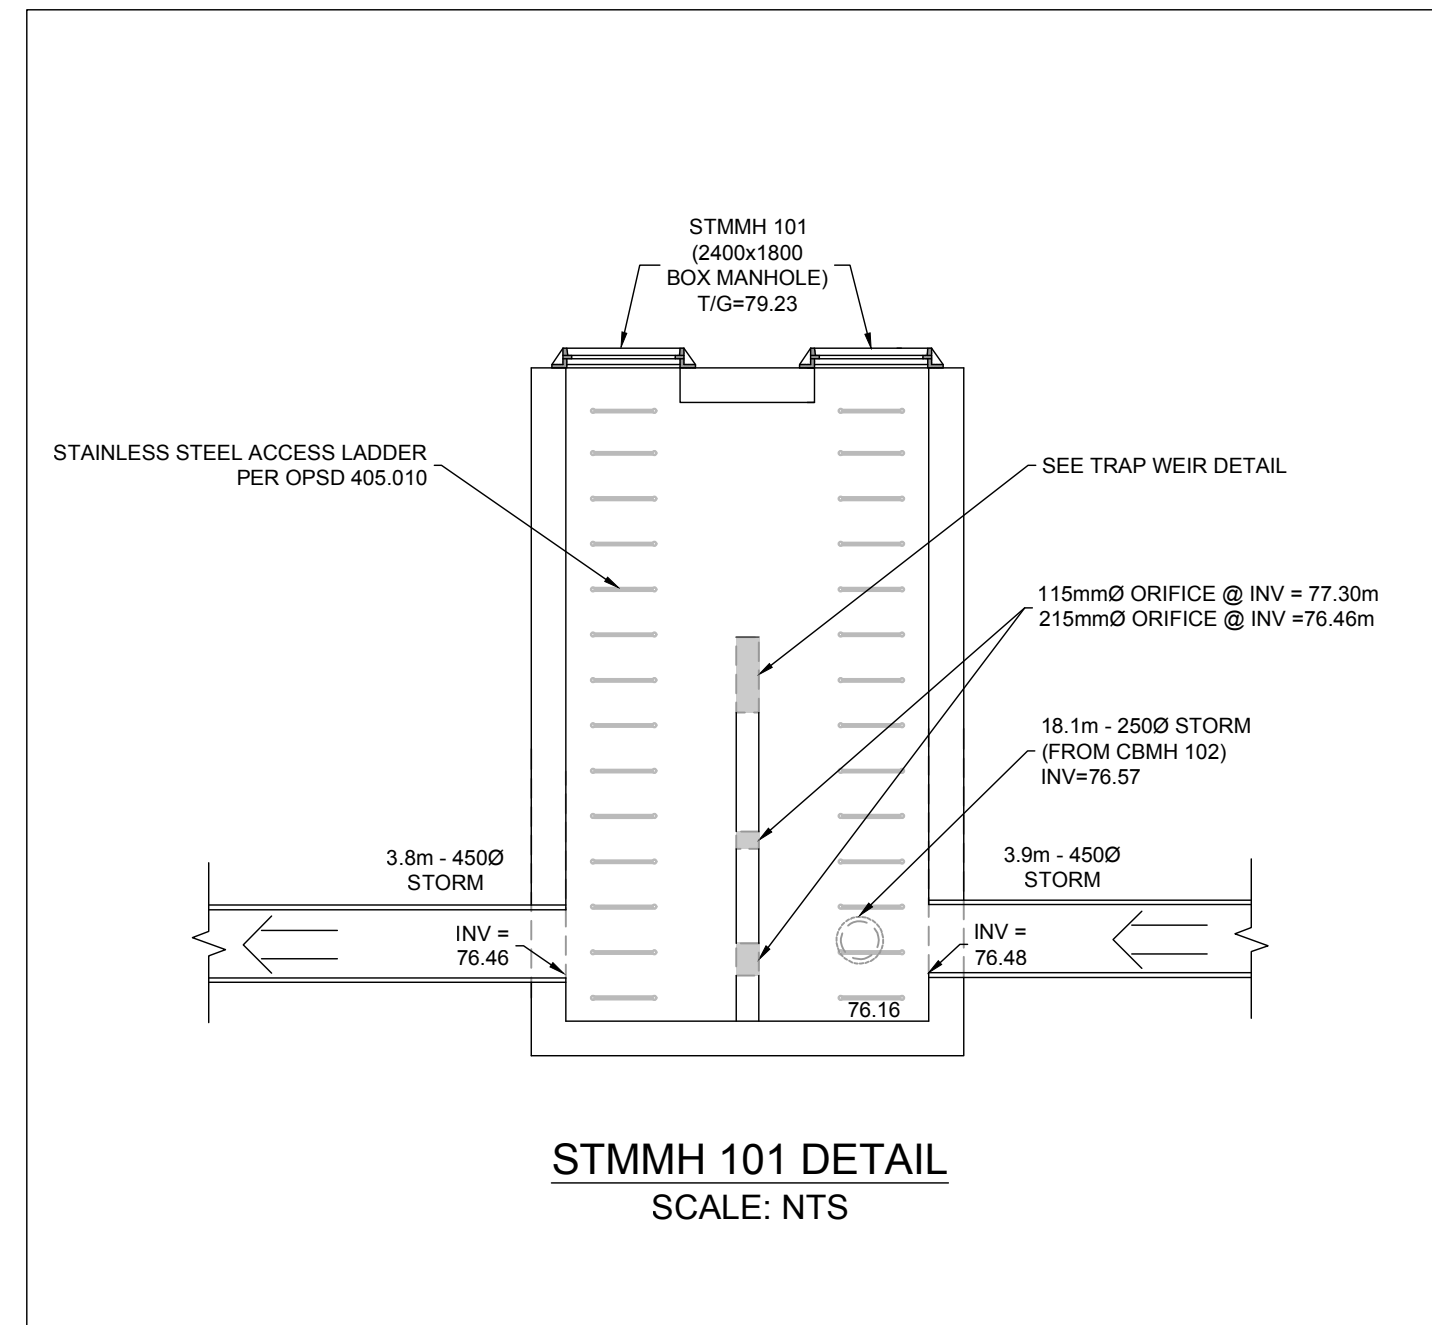 STMMH 101
(2400x1800
BOX MANHOLE)
T/G=79.23
STAINLESS STEEL ACCESS LADDER
PER OPSD 405.010
SEE TRAP WEIR DETAIL
115mmØ ORIFICE @ INV = 77.30m
215mmØ ORIFICE @ INV =76.46m
18.1m - 250Ø STORM
(FROM CBMH 102)
INV=76.57
3.8m - 450Ø
STORM
3.9m - 450Ø
STORM
INV =
76.46
INV =
76.48
76.16
STMMH 101 DETAIL
SCALE: NTS